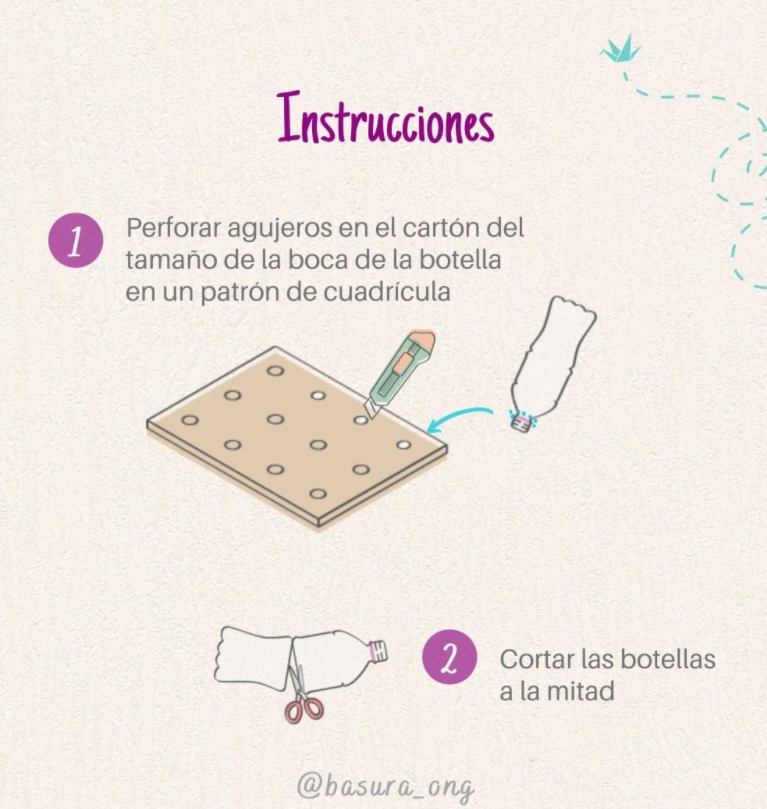 Instrucciones
1
Perforar agujeros en el cartón del
tamaño de la boca de la botella
en un patrón de cuadrícula
2
Cortar las botellas
a la mitad
@basura_ong